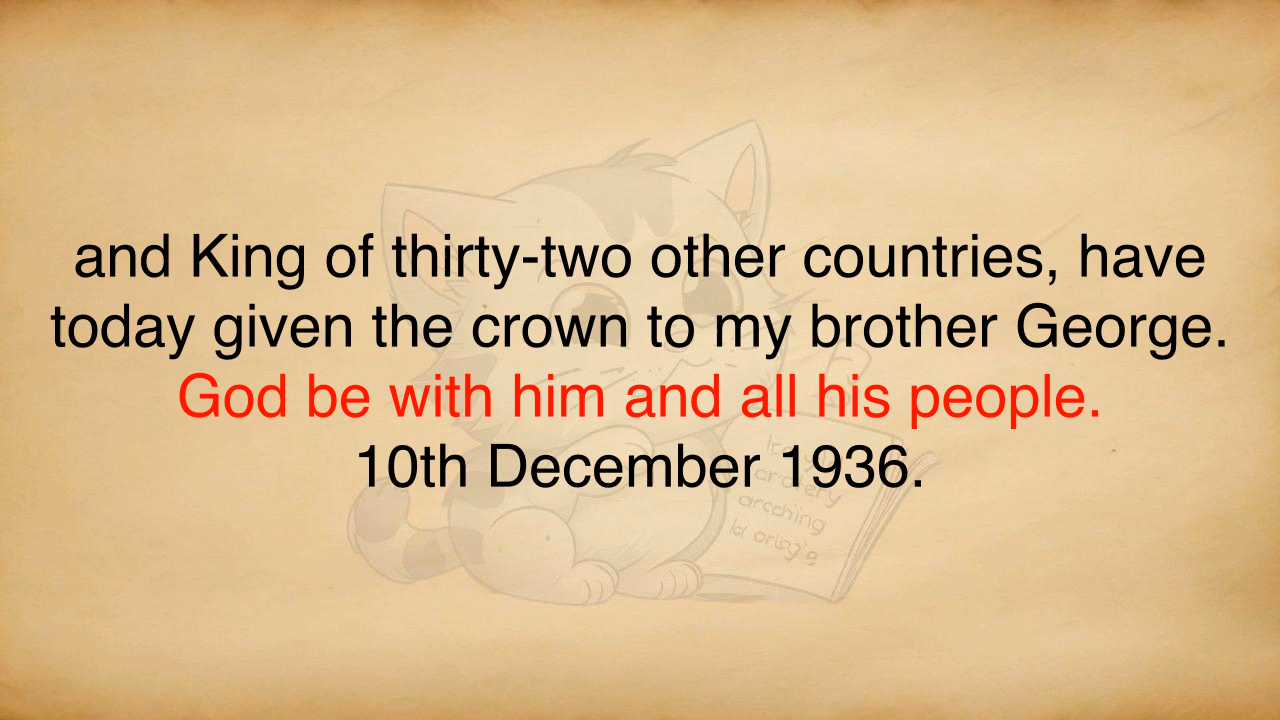 and King of thirty-two other countries, have
today given the crown to my brother George.
God be with him and all his people.
10th December 1936.